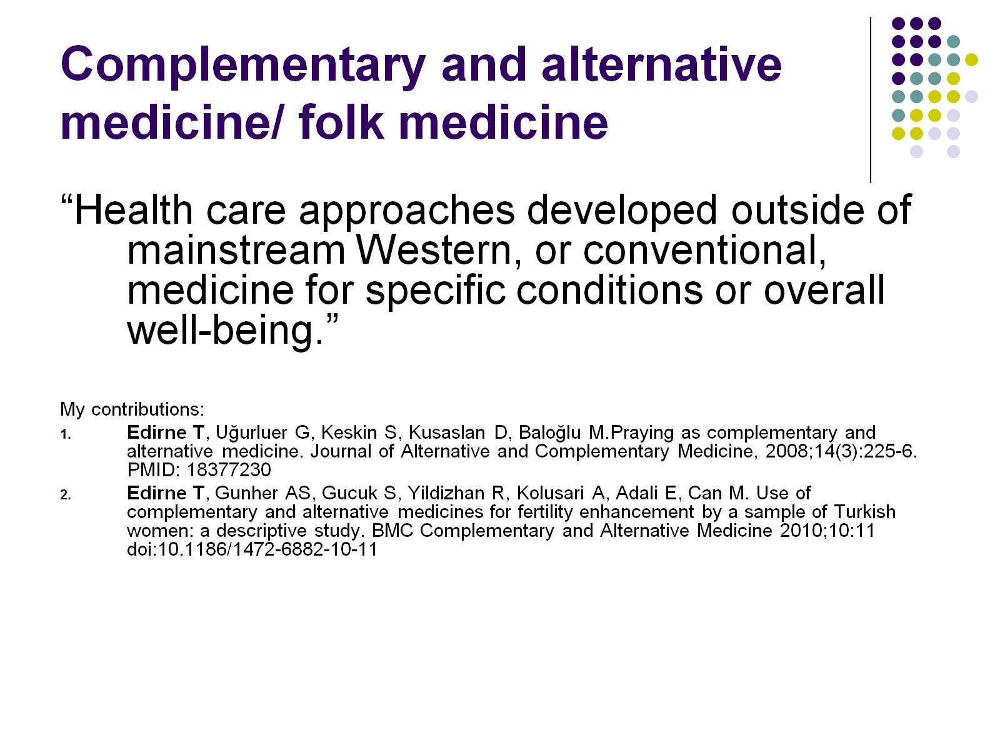 Complementary and alternative
medicine/ folk medicine
“Health care approaches developed outside of
mainstream Western, or conventional,
medicine for specific conditions or overall
well-being.”
My contributions:
1. Edirne T, Uğurluer G, Keskin S, Kusaslan D, Baloğlu M.Praying as complementary and
alternative medicine. Journal of Alternative and Complementary Medicine, 2008;14(3):225-6.
PMID: 18377230
2. Edirne T, Gunher AS, Gucuk S, Yildizhan R, Kolusari A, Adali E, Can M. Use of
complementary and alternative medicines for fertility enhancement by a sample of Turkish
women: a descriptive study. BMC Complementary and Alternative Medicine 2010;10:11
doi:10.1186/1472-6882-10-11